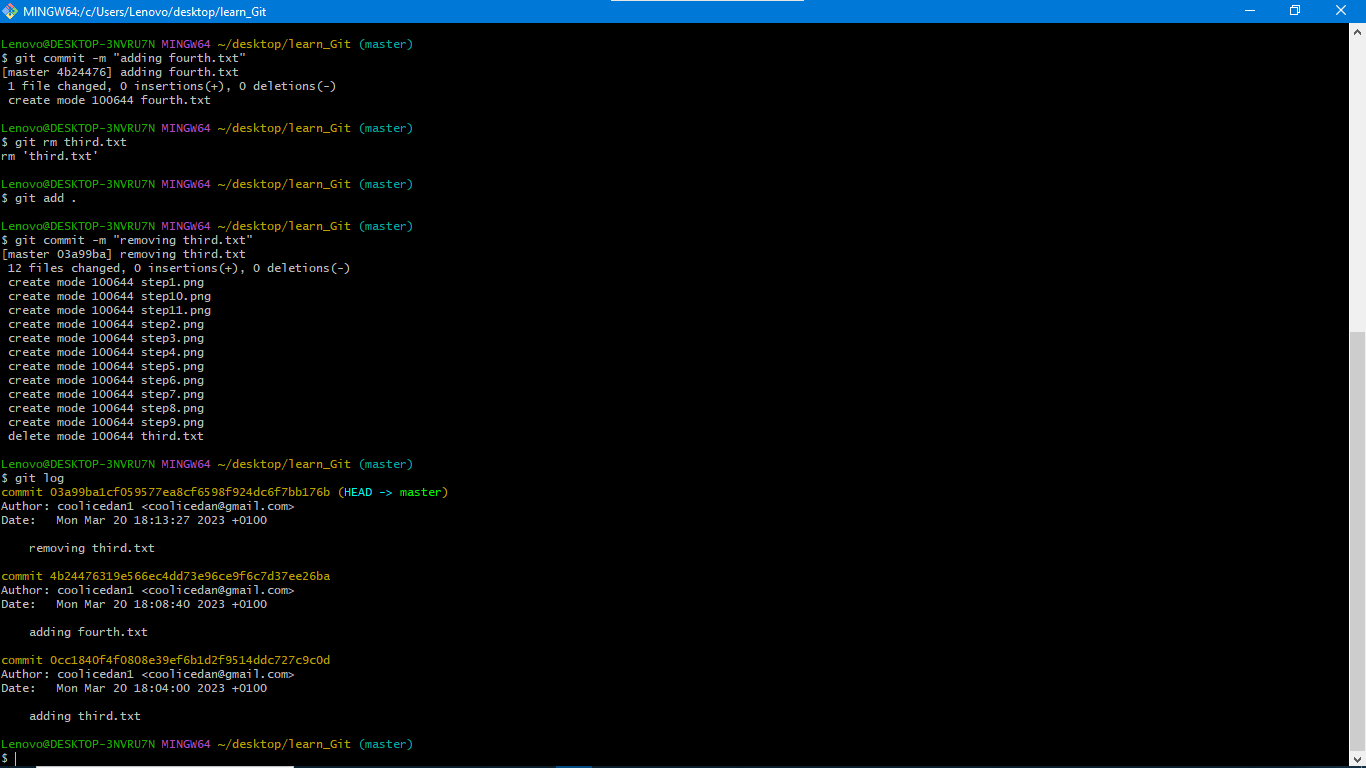 MINGW64:/c/Users/Lenovo/desktop/learn_Git
Lenovo@DESKTOP-3NVRU7N MINGW64 ~/desktop/learn_Git (master)
$ git commit -m "adding fourth.txt"
[master 4b24476] adding fourth.txt
 1 file changed, 0 insertions(+), 0 deletions(-)
 create mode 100644 fourth.txt
Lenovo@DESKTOP-3NVRU7N MINGW64 ~/desktop/learn_Git (master)
$ git rm third.txt
rm 'third.txt'
Lenovo@DESKTOP-3NVRU7N MINGW64 ~/desktop/learn_Git (master)
$ git add .
Lenovo@DESKTOP-3NVRU7N MINGW64 ~/desktop/learn_Git (master)
$ git commit -m "removing third.txt"
[master 03a99ba] removing third.txt
 12 files changed, 0 insertions(+), 0 deletions(-)
 create mode 100644 step1.png
 create mode 100644 step10.png
 create mode 100644 step11.png
 create mode 100644 step2.png
 create mode 100644 step3.png
 create mode 100644 step4.png
 create mode 100644 step5.png
 create mode 100644 step6.png
 create mode 100644 step7.png
 create mode 100644 step8.png
 create mode 100644 step9.png
 delete mode 100644 third.txt
Lenovo@DESKTOP-3NVRU7N MINGW64 ~/desktop/learn_Git (master)
$ git log
commit 03a99ba1cf059577ea8cf6598f924dc6f7bb176b (HEAD -> master)
Author: coolicedan1 <coolicedan@gmail.com>
Date:   Mon Mar 20 18:13:27 2023 +0100
    removing third.txt
commit 4b24476319e566ec4dd73e96ce9f6c7d37ee26ba
Author: coolicedan1 <coolicedan@gmail.com>
Date:   Mon Mar 20 18:08:40 2023 +0100
    adding fourth.txt
commit 0cc1840f4f0808e39ef6b1d2f9514ddc727c9c0d
Author: coolicedan1 <coolicedan@gmail.com>
Date:   Mon Mar 20 18:04:00 2023 +0100
    adding third.txt
Lenovo@DESKTOP-3NVRU7N MINGW64 ~/desktop/learn_Git (master)
$